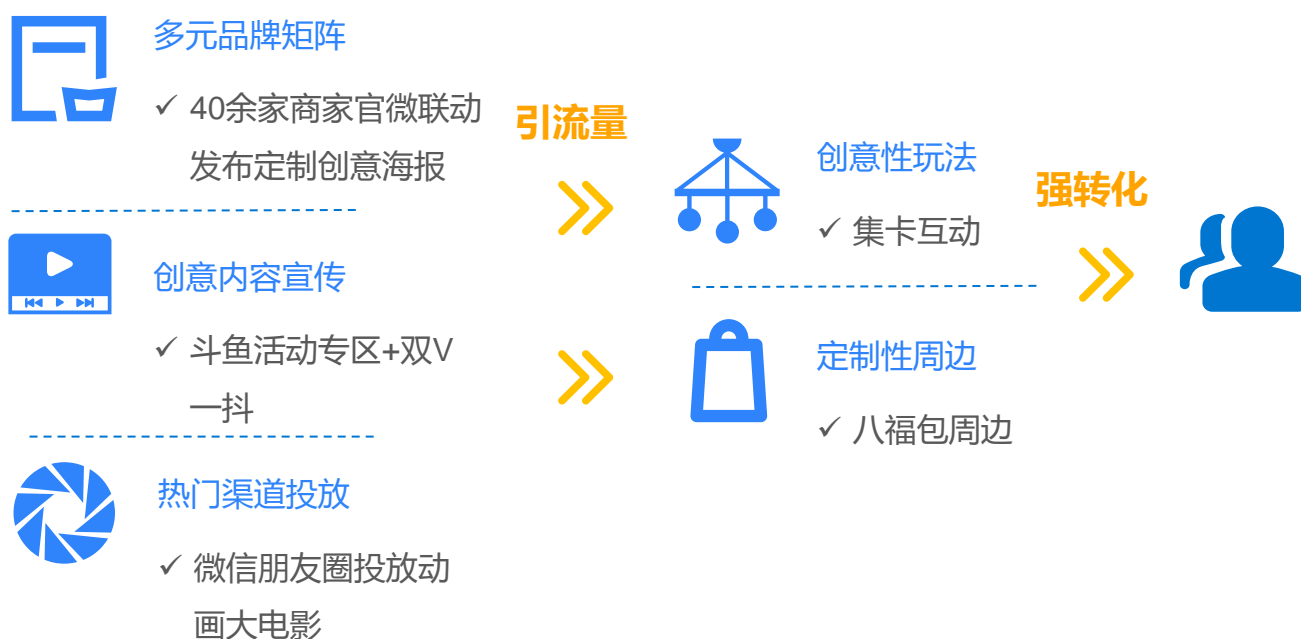 多元品牌矩阵
✓ 40余家商家官微联动
发布定制创意海报
创意内容宣传
✓ 斗鱼活动专区+双V
一抖
热门渠道投放
✓ 微信朋友圈投放动
画大电影
引流量
创意性玩法
✓ 集卡互动
定制性周边
✓ 八福包周边
强转化